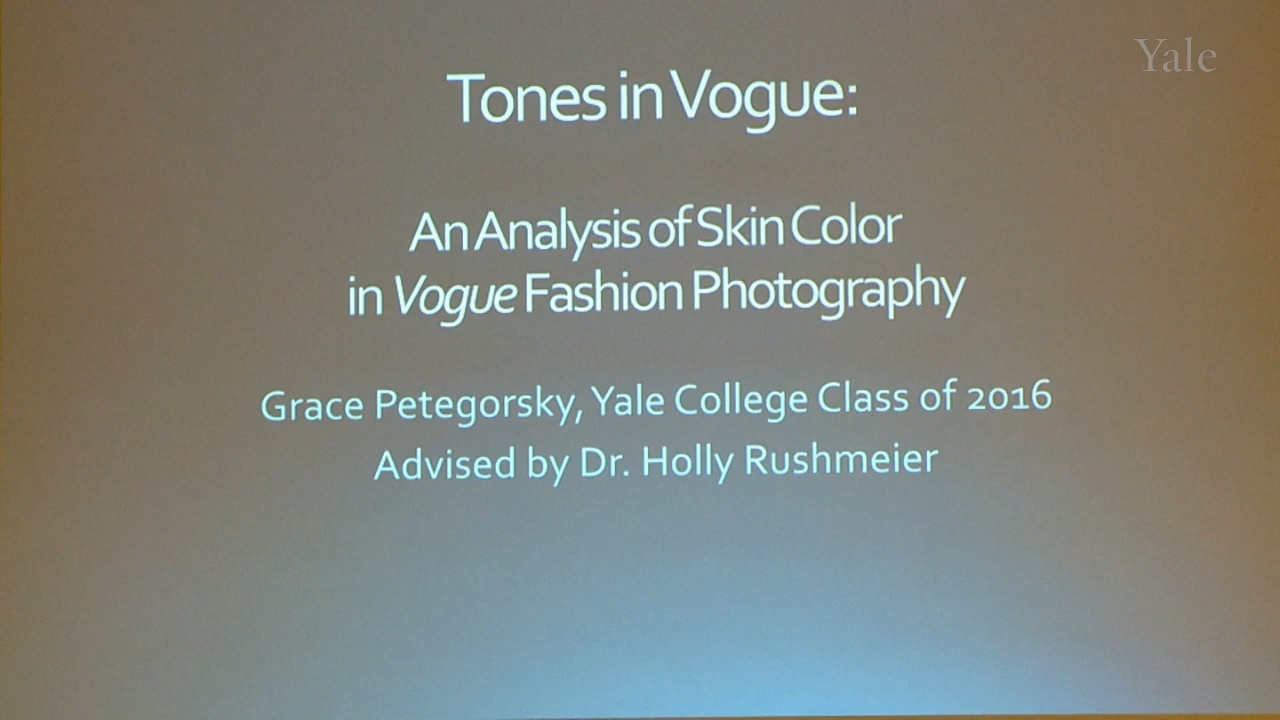 Yale
Tones in Vogue:
An Analysis of Skin Color
in Vogue Fashion Photography
Grace Petegorsky, Yale College Class of 2016
Advised by Dr. Holly Rushmeier